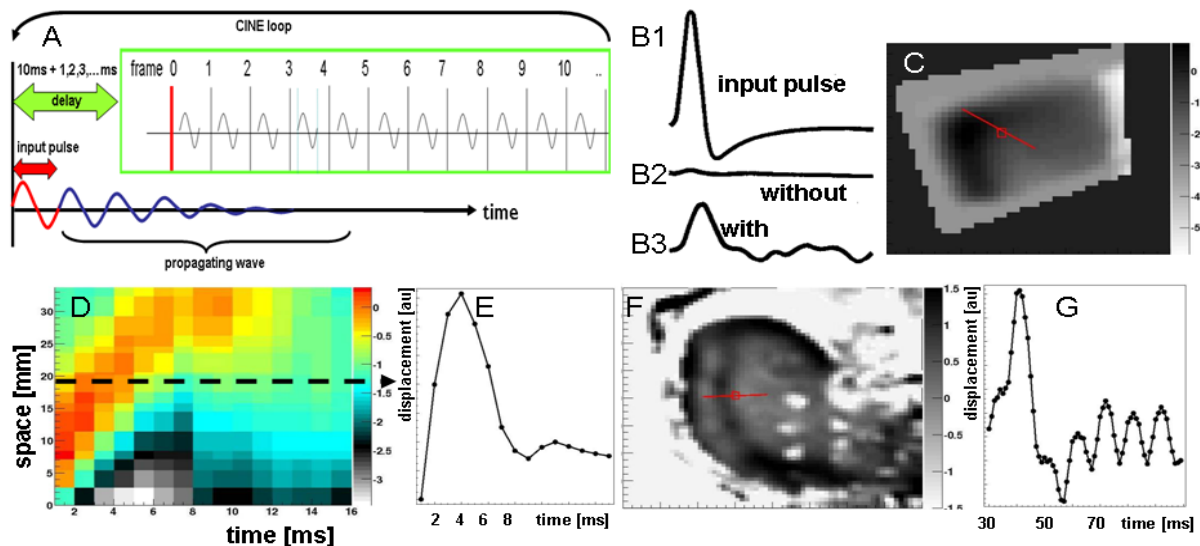 A
CINE loop
10ms + 1,2,3,... ms
delay
frame 0 1 2 3 4 5 6 7 8 9 10 ..
input pulse
time
propagating wave
B1
input pulse
B2
without
B3
with
C
0
-1
-2
-3
-4
-5
D
space [mm]
30
25
20
15
10
5
0
2 4 6 8 10 12 14 16
time [ms]
0
-0.5
-1
-1.5
-2
-2.5
-3
E
displacement [au]
2 4 6 8 time [ms]
F
1.5
1
0.5
0
-0.5
-1
G
displacement [au]
30 50 70 time [ms]